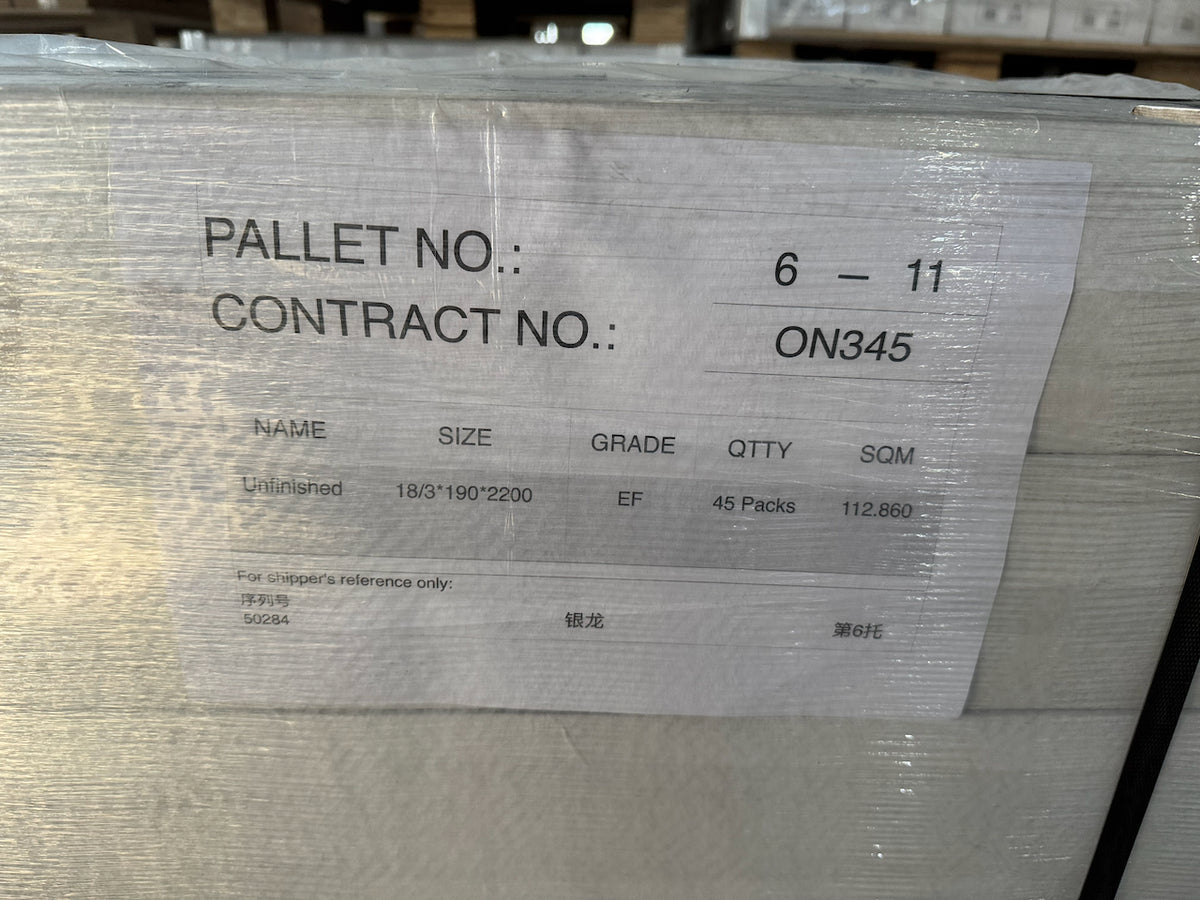 PALLET NO.: 6 — 11
CONTRACT NO.: ON345
NAME SIZE GRADE QTTY SQM
Unfinished 18/3*190*2200 EF 45 Packs 112.860
For shipper's reference only:
序列号
50284 银龙 第6托